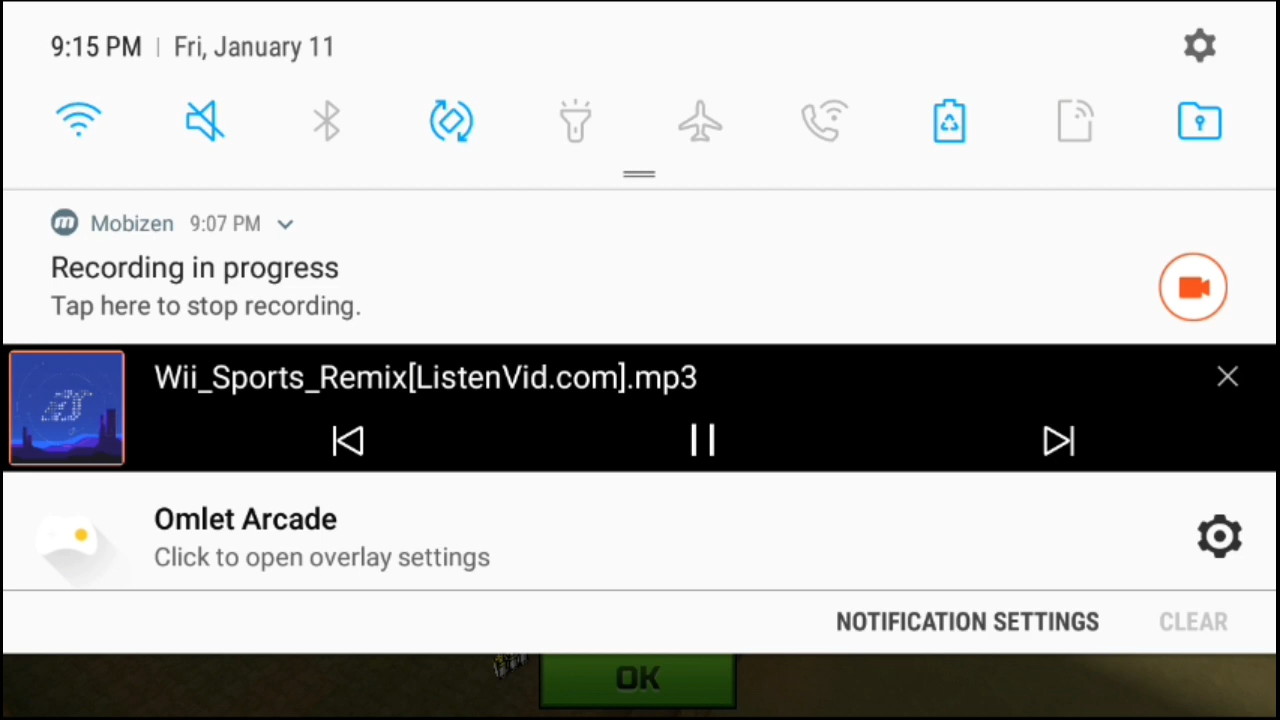 9:15 PM | Fri, January 11
Mobizen 9:07 PM
Recording in progress
Tap here to stop recording.
Wii_Sports_Remix[ListenVid.com].mp3
Omlet Arcade
Click to open overlay settings
NOTIFICATION SETTINGS CLEAR
OK